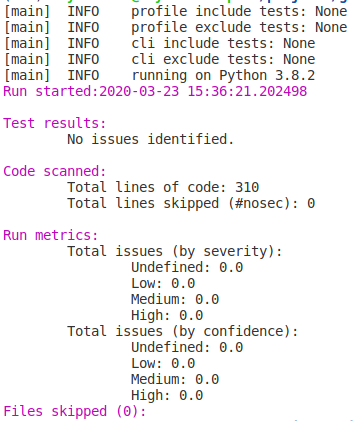 [main]  INFO    profile include tests: None
[main]  INFO    profile exclude tests: None
[main]  INFO    cli include tests: None
[main]  INFO    cli exclude tests: None
[main]  INFO    running on Python 3.8.2
Run started:2020-03-23 15:36:21.202498

Test results:
        No issues identified.

Code scanned:
        Total lines of code: 310
        Total lines skipped (#nosec): 0

Run metrics:
        Total issues (by severity):
                Undefined: 0.0
                Low: 0.0
                Medium: 0.0
                High: 0.0
        Total issues (by confidence):
                Undefined: 0.0
                Low: 0.0
                Medium: 0.0
                High: 0.0
Files skipped (0):